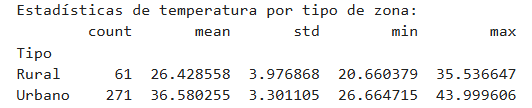 Estadísticas de temperatura por tipo de zona:
count mean std min max
Tipo
Rural 61 26.428558 3.976868 20.660379 35.536647
Urbano 271 36.580255 3.301105 26.664715 43.999606